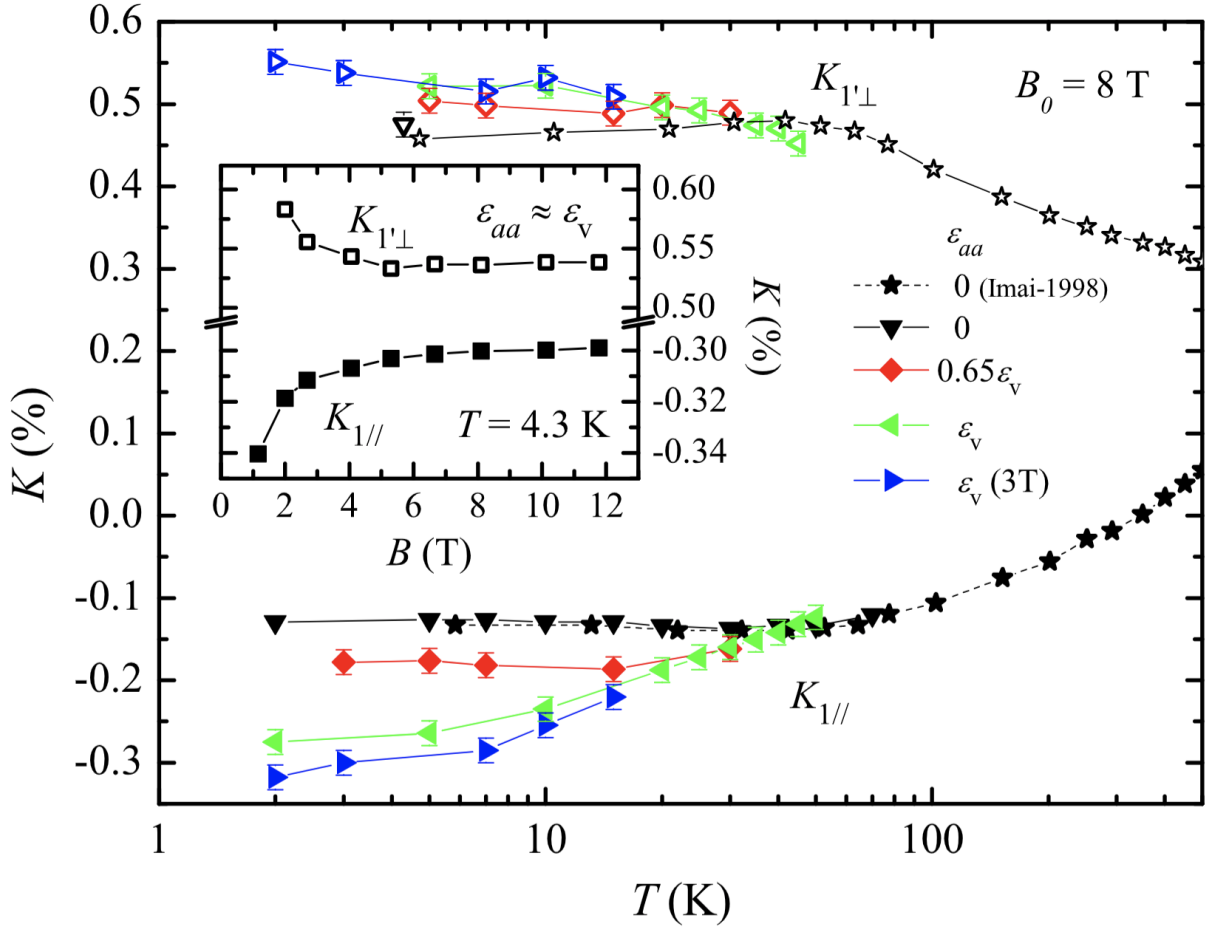 0.6
0.5
0.4
0.3
0.2
0.1
0.0
-0.1
-0.2
-0.3
K (%)
1
10
100
T (K)
K1'⊥
B0 = 8 T
K1//
εaa
0 (Imai-1998)
0
0.65εv
εv
εv (3T)
0.60
0.55
0.50
-0.30
-0.32
-0.34
K (%)
K1'⊥
εaa ≈ εv
K1//
T = 4.3 K
0
2
4
6
8
10
12
B (T)